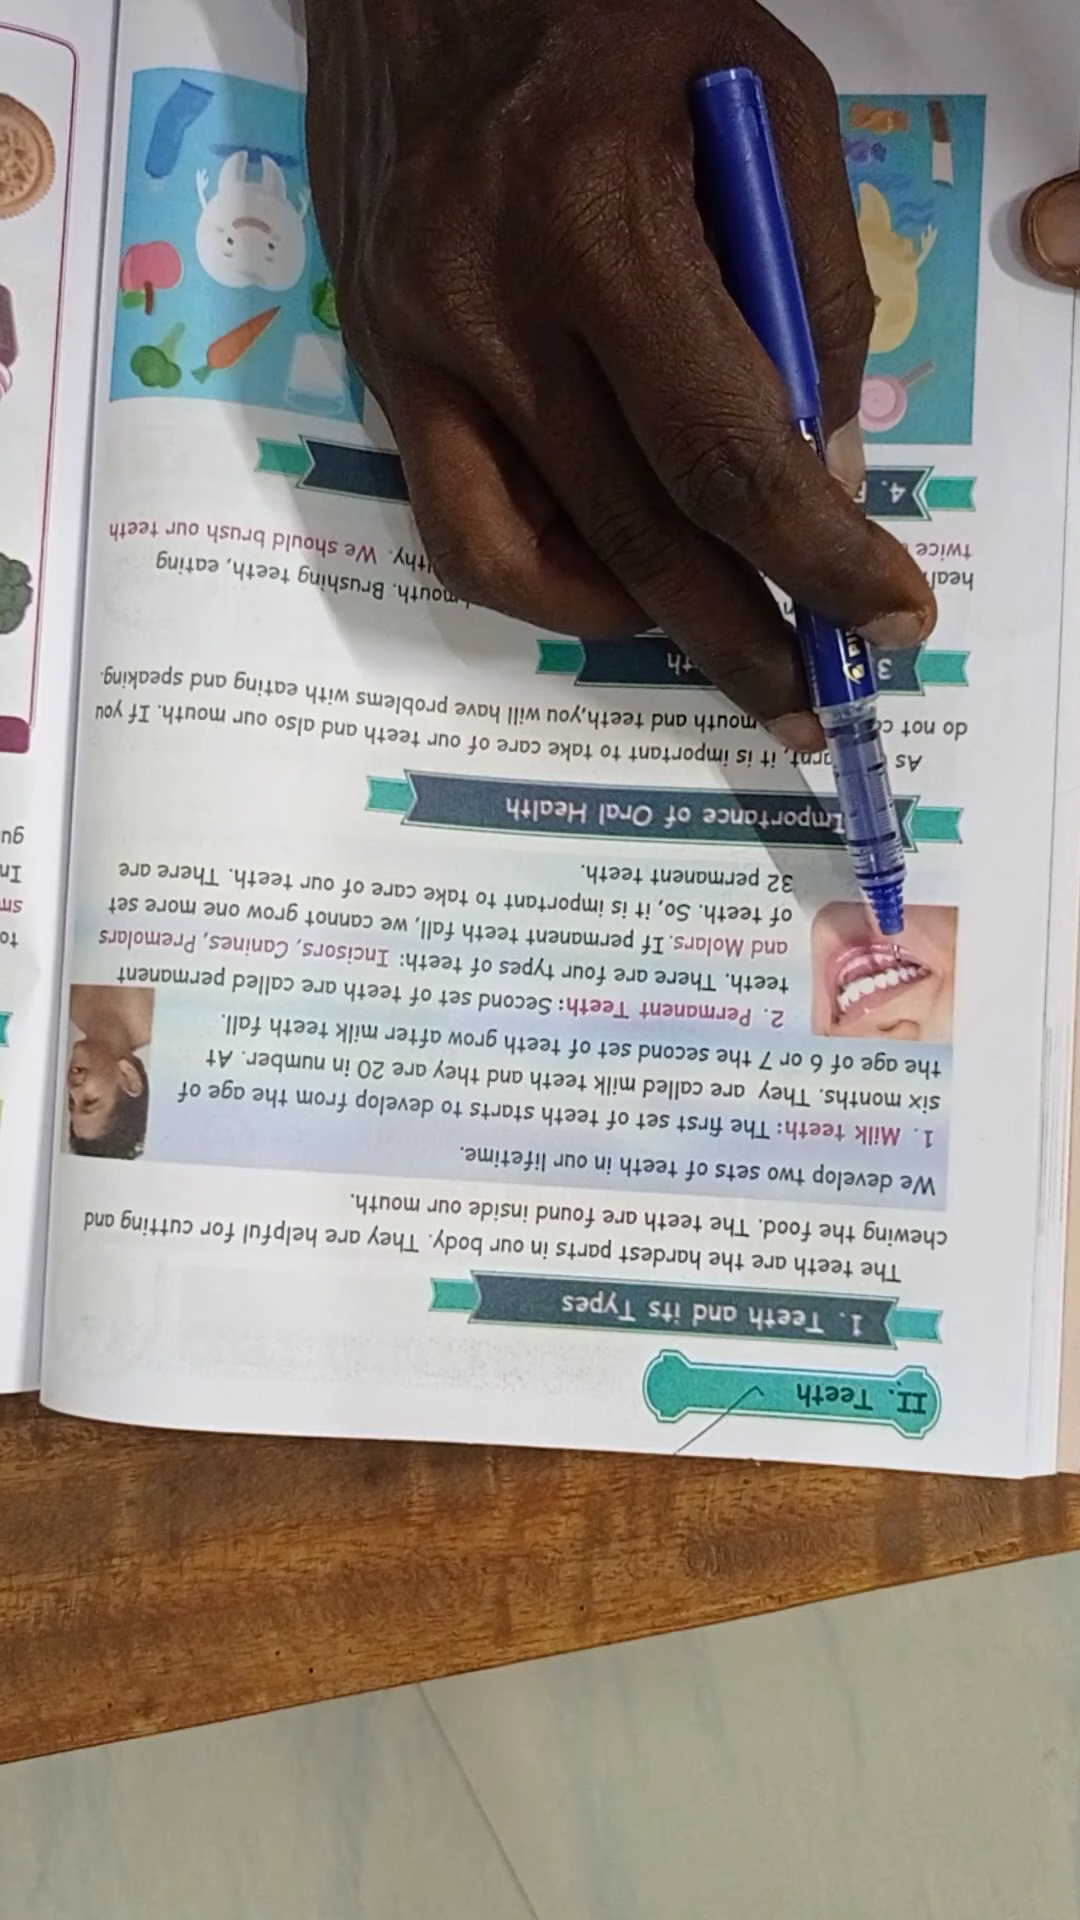 II. Teeth
1. Teeth and its Types
The teeth are the hardest parts in our body. They are helpful for cutting and
chewing the food. The teeth are found inside our mouth.
We develop two sets of teeth in our lifetime.
1. Milk teeth: The first set of teeth starts to develop from the age of
six months. They are called milk teeth and they are 20 in number. At
the age of 6 or 7 the second set of teeth grow after milk teeth fall.
2. Permanent Teeth: Second set of teeth are called permanent
teeth. There are four types of teeth: Incisors, Canines, Premolars
and Molars. If permanent teeth fall, we cannot grow one more set
of teeth. So, it is important to take care of our teeth. There are
32 permanent teeth.
Importance of Oral Health
As it is important to take care of our teeth and also our mouth. If you
do not mouth and teeth,you will have problems with eating and speaking.
3
mouth. Brushing teeth, eating
We should brush our teeth
twice
4.